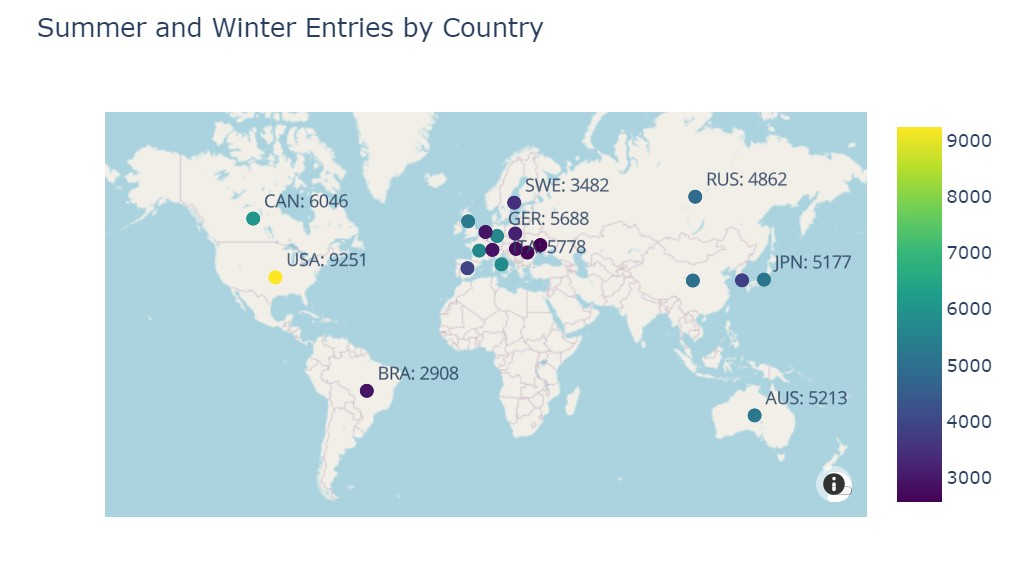 Summer and Winter Entries by Country
SWE: 3482
RUS: 4862
CAN: 6046
GER: 5688
ITA: 5778
USA: 9251
JPN: 5177
BRA: 2908
AUS: 5213
9000
8000
7000
6000
5000
4000
3000